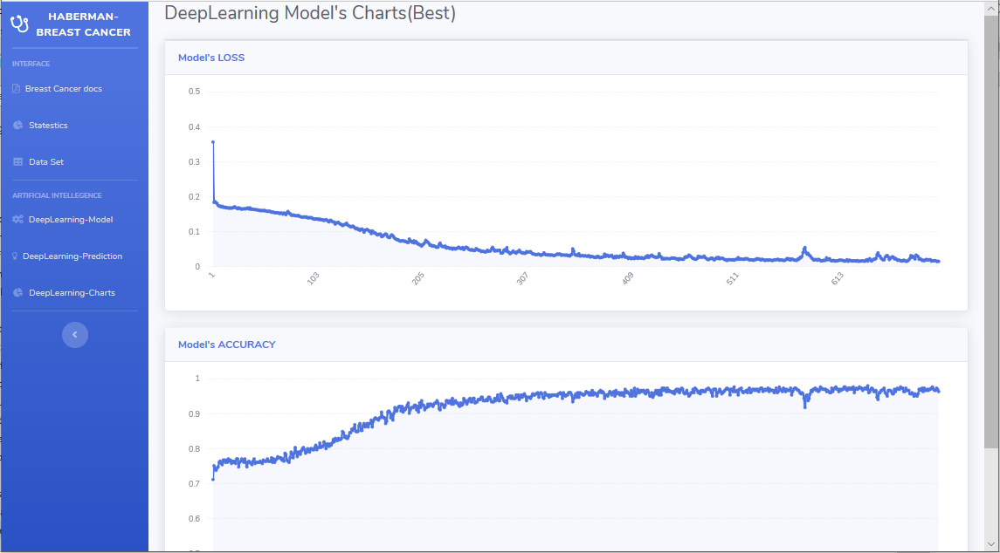 HABERMAN-
BREAST CANCER
INTERFACE
Breast Cancer docs
Statestics
Data Set
ARTIFICIAL INTELLEGENCE
DeepLearning-Model
DeepLearning-Prediction
DeepLearning-Charts
DeepLearning Model's Charts(Best)
Model's LOSS
0.5
0.4
0.3
0.2
0.1
0
1 103 205 307 409 511 613
Model's ACCURACY
1
0.9
0.8
0.7
0.6